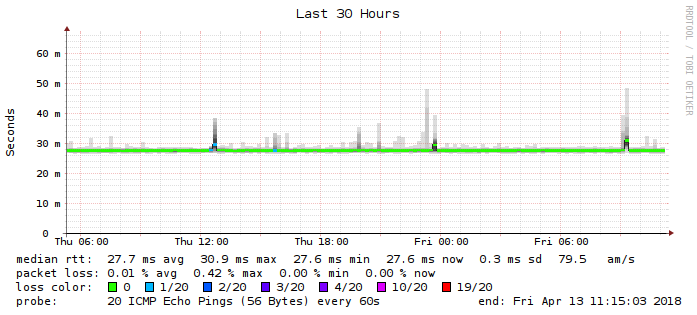 Last 30 Hours
RRDTOOL / TOBI OETIKER
Seconds
60 m
50 m
40 m
30 m
20 m
10 m
0
Thu 06:00 Thu 12:00 Thu 18:00 Fri 00:00 Fri 06:00
median rtt: 27.7 ms avg 30.9 ms max 27.6 ms min 27.6 ms now 0.3 ms sd 79.5 am/s
packet loss: 0.01 % avg 0.42 % max 0.00 % min 0.00 % now
loss color: 0 1/20 2/20 3/20 4/20 10/20 19/20
probe: 20 ICMP Echo Pings (56 Bytes) every 60s end: Fri Apr 13 11:15:03 2018